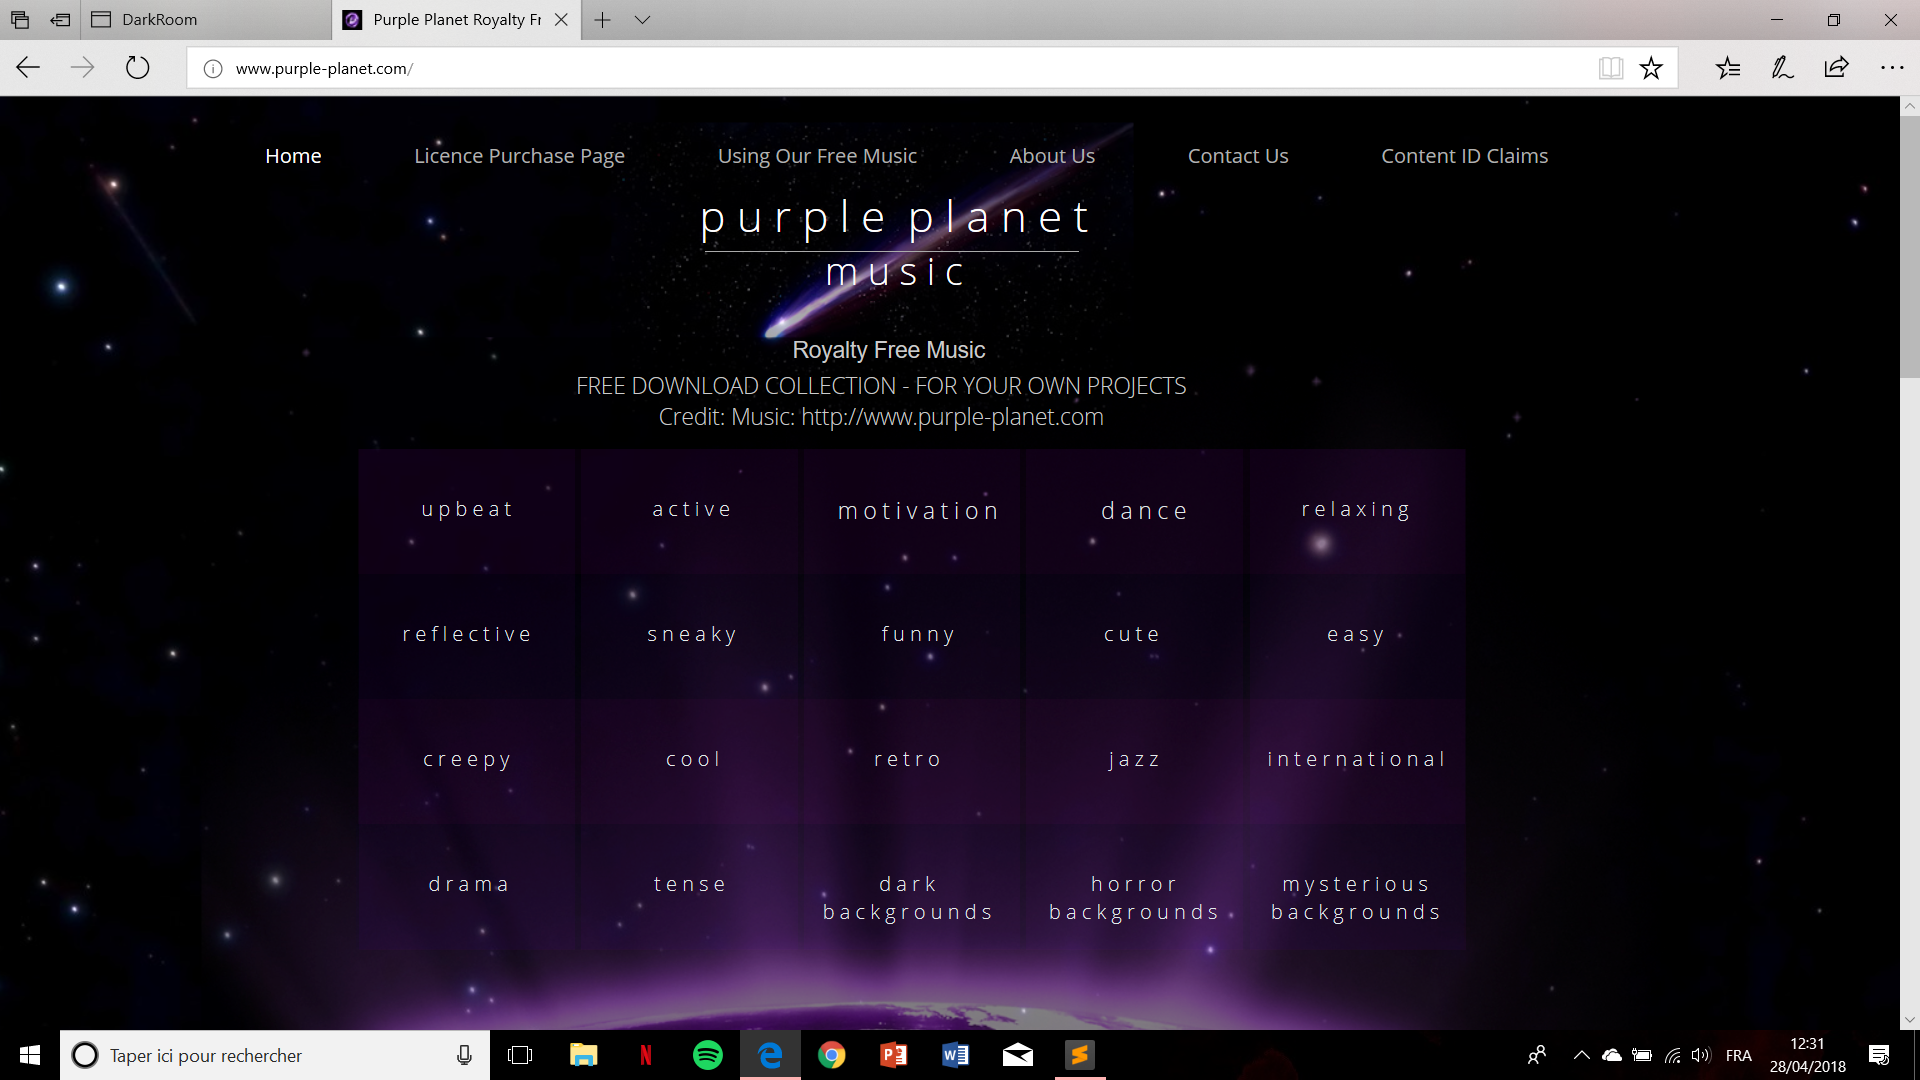 DarkRoom
Purple Planet Royalty Fr
www.purple-planet.com/
Home
Licence Purchase Page
Using Our Free Music
About Us
Contact Us
Content ID Claims
purple planet
music
Royalty Free Music
FREE DOWNLOAD COLLECTION - FOR YOUR OWN PROJECTS
Credit: Music: http://www.purple-planet.com
upbeat
active
motivation
dance
relaxing
reflective
sneaky
funny
cute
easy
creepy
cool
retro
jazz
international
drama
tense
dark
backgrounds
horror
backgrounds
mysterious
backgrounds
Taper ici pour rechercher
FRA
12:31
28/04/2018